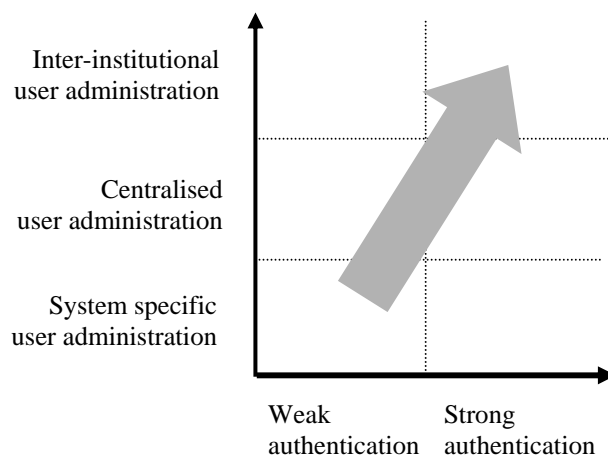 Inter-institutional
user administration
Centralised
user administration
System specific
user administration
Weak
authentication
Strong
authentication